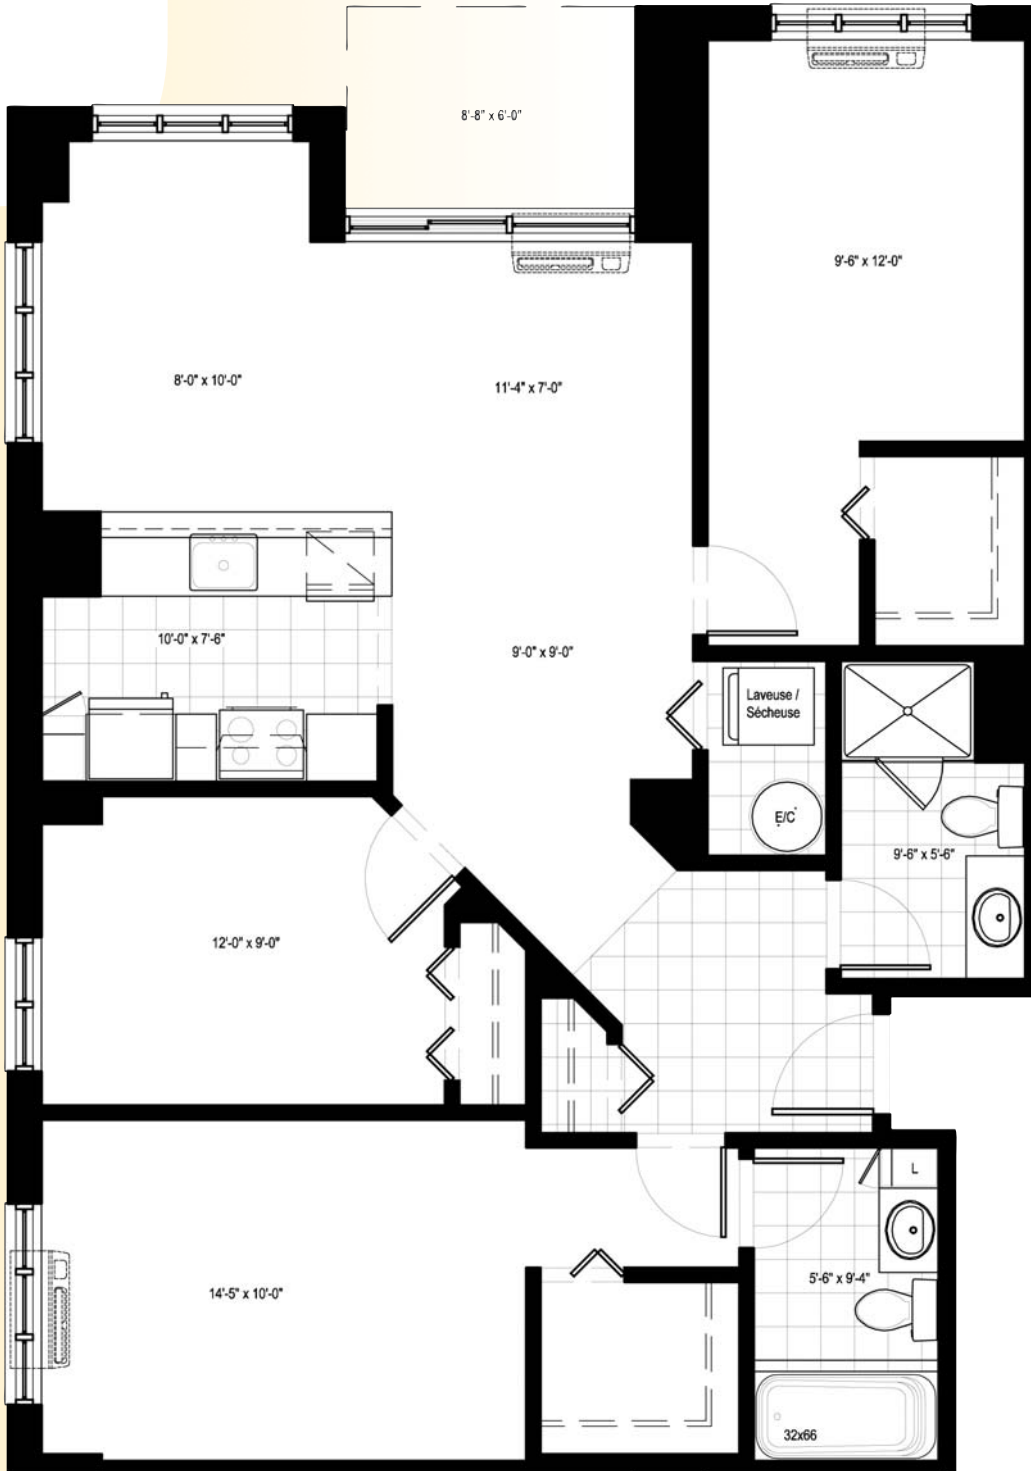 8'-8" x 6'-0"
9'-6" x 12'-0"
8'-0" x 10'-0"
11'-4" x 7'-0"
10'-0" x 7'-6"
9'-0" x 9'-0"
Laveuse /
Sécheuse
E/C
9'-6" x 5'-6"
12'-0" x 9'-0"
L
14'-5" x 10'-0"
5'-6" x 9'-4"
32x66